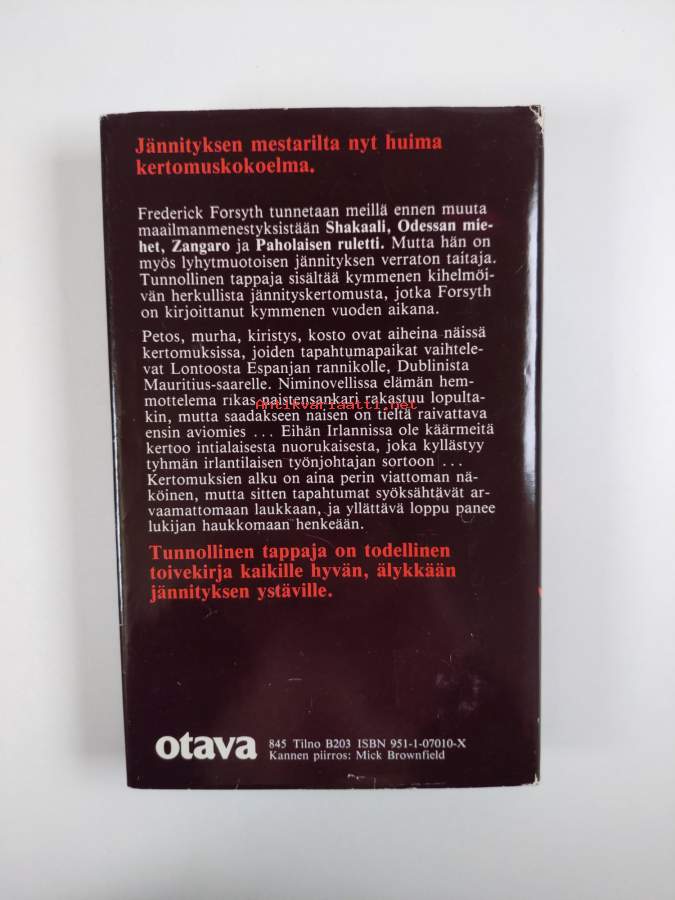 Jännityksen mestarilta nyt huima
kertomuskokoelma.
Frederick Forsyth tunnetaan meillä ennen muuta
maailmanmenestyksistään Shakaali, Odessan mie-
het, Zangaro ja Paholaisen ruletti. Mutta hän on
myös lyhytmuotoisen jännityksen verraton taitaja.
Tunnollinen tappaja sisältää kymmenen kihelmöi-
vän herkullista jännityskertomusta, jotka Forsyth
on kirjoittanut kymmenen vuoden aikana.
Petos, murha, kiristys, kosto ovat aiheina näissä
kertomuksissa, joiden tapahtumapaikat vaihtele-
vat Lontoosta Espanjan rannikolle, Dublinista
Mauritius-saarelle. Niminovellissa elämän hem-
mottelema rikas naistensankari rakastuu lopulta-
Antikvariaatti.net
kin, mutta saadakseen naisen on tieltä raivattava
ensin aviomies ... Eihän Irlannissa ole käärmeitä
kertoo intialaisesta nuorukaisesta, joka kyllästyy
tyhmän irlantilaisen työnjohtajan sortoon ...
Kertomuksien alku on aina perin viattoman nä-
köinen, mutta sitten tapahtumat syöksähtävät ar-
vaamattomaan laukkaan, ja yllättävä loppu panee
lukijan haukkomaan henkeään.
Tunnollinen tappaja on todellinen
toivekirja kaikille hyvän, älykkään
jännityksen ystäville.
otava
845 Tilno B203 ISBN 951-1-07010-X
Kannen piirros: Mick Brownfield